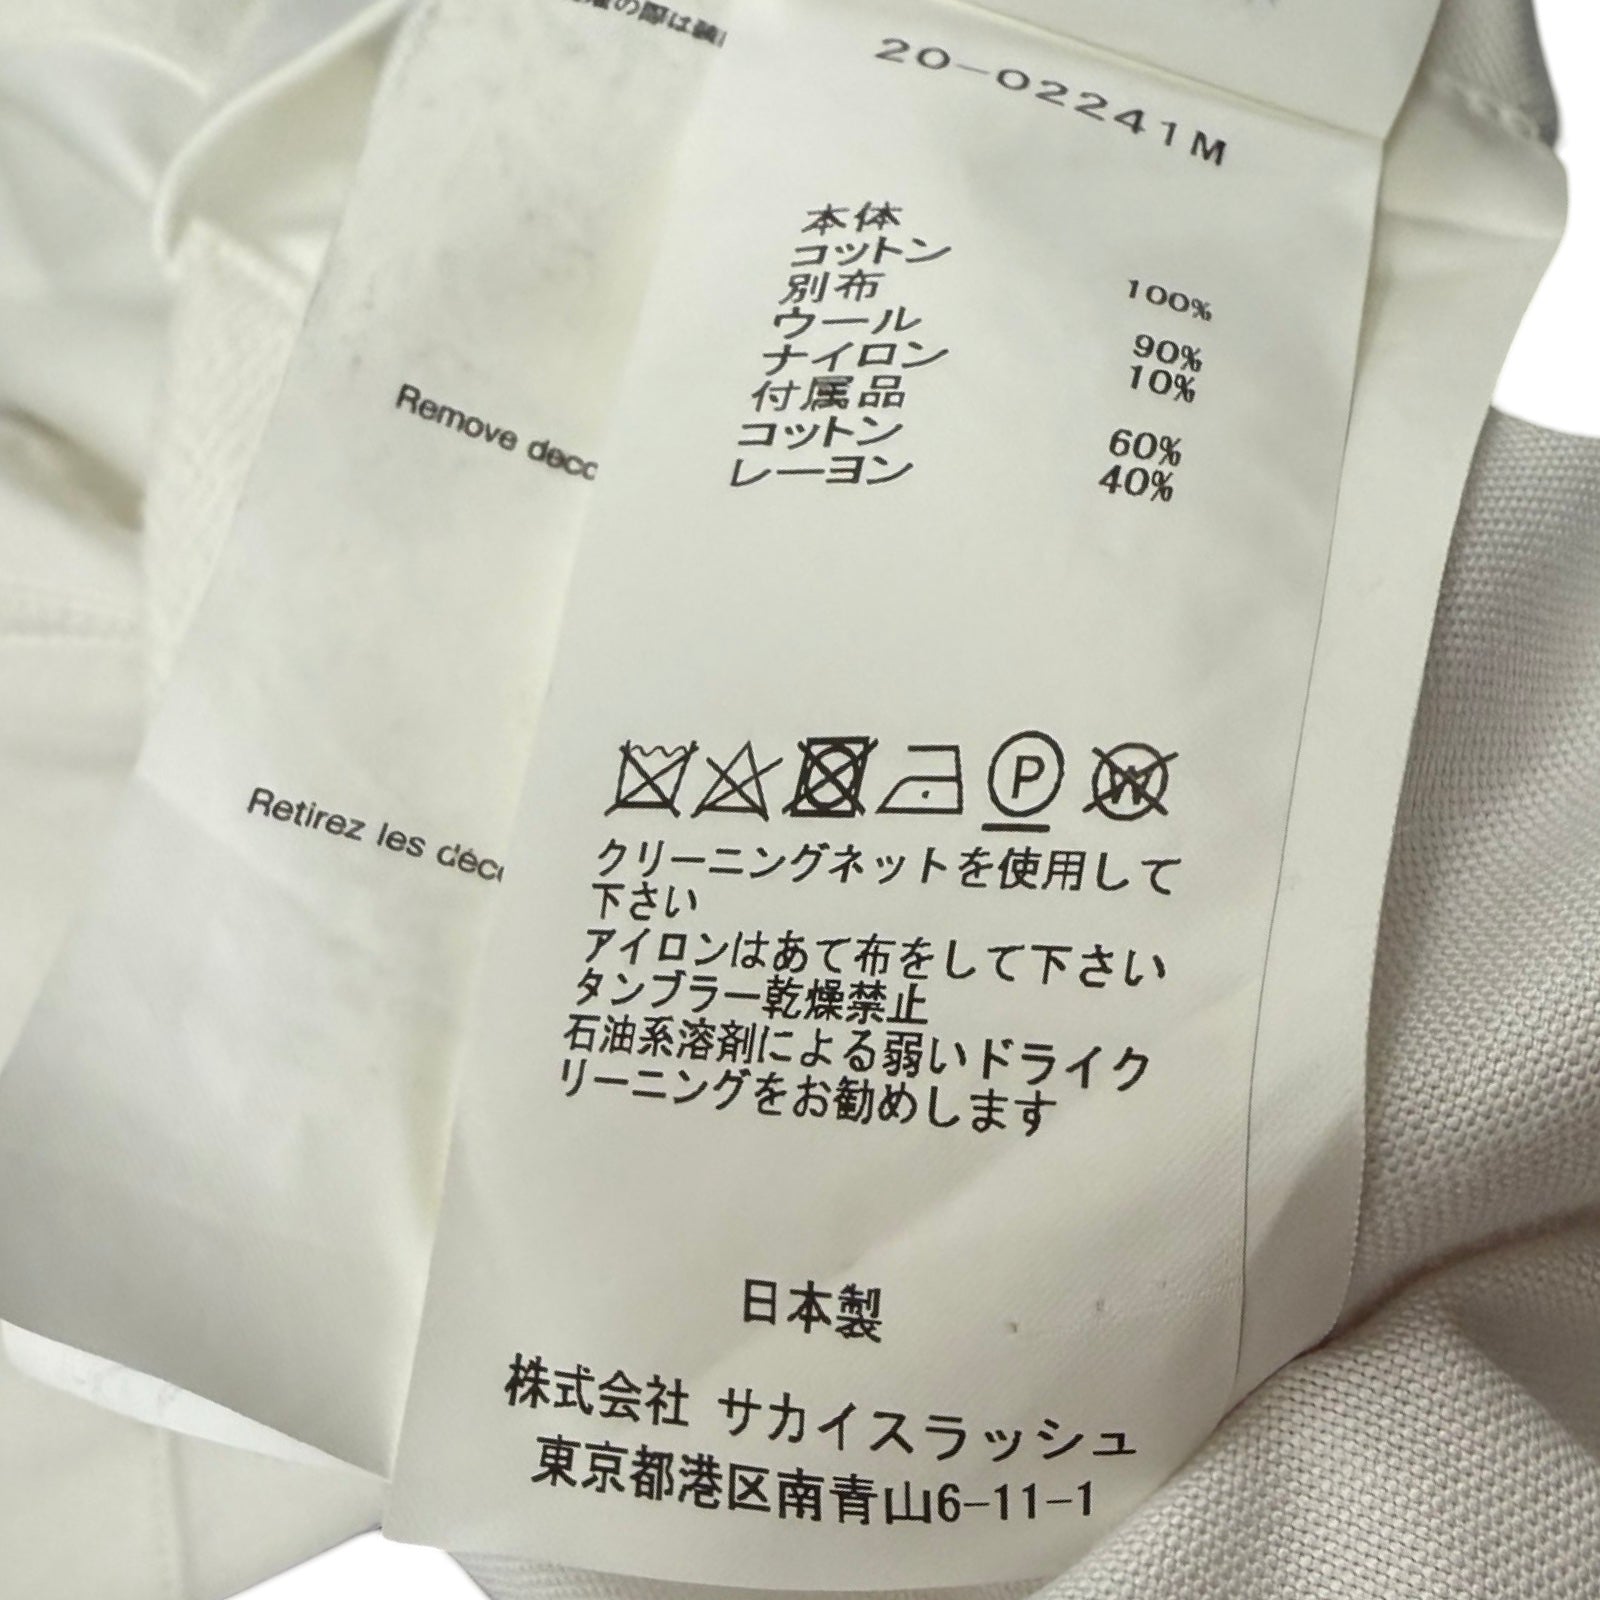 20-02241M
本体
コットン 100%
別布
ウール 90%
ナイロン 10%
付属品
コットン 60%
レーヨン 40%
P
W
クリーニングネットを使用して
下さい
アイロンはあて布をして下さい
タンブラー乾燥禁止
石油系溶剤による弱いドライク
リーニングをお勧めします
日本製
株式会社 サカイスラッシュ
東京都港区南青山6-11-1
の際は装
Remove deco
Retirez les déco